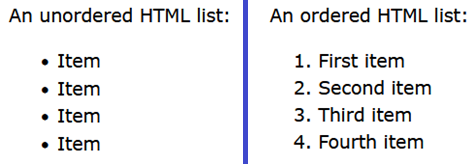 An unordered HTML list:
• Item
• Item
• Item
• Item
An ordered HTML list:
1. First item
2. Second item
3. Third item
4. Fourth item